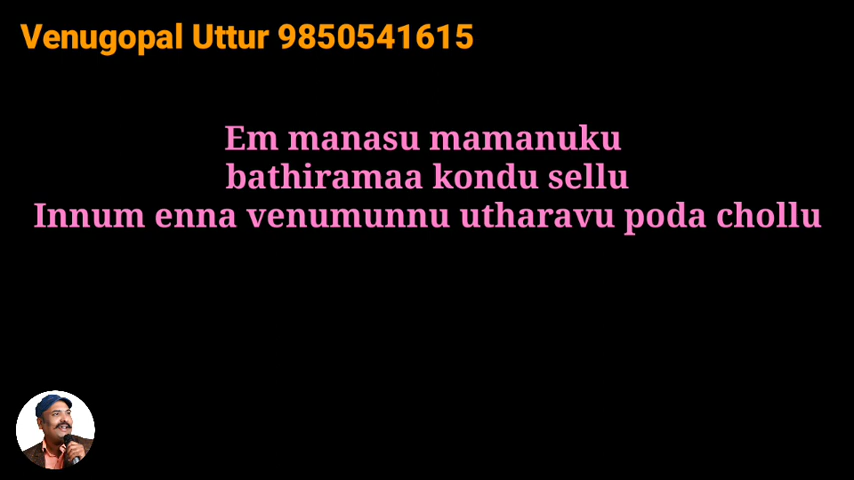 Venugopal Uttur 9850541615
Em manasu mamanuku
bathiramaa kondu sellu
Innum enna venumunnu utharavu poda chollu